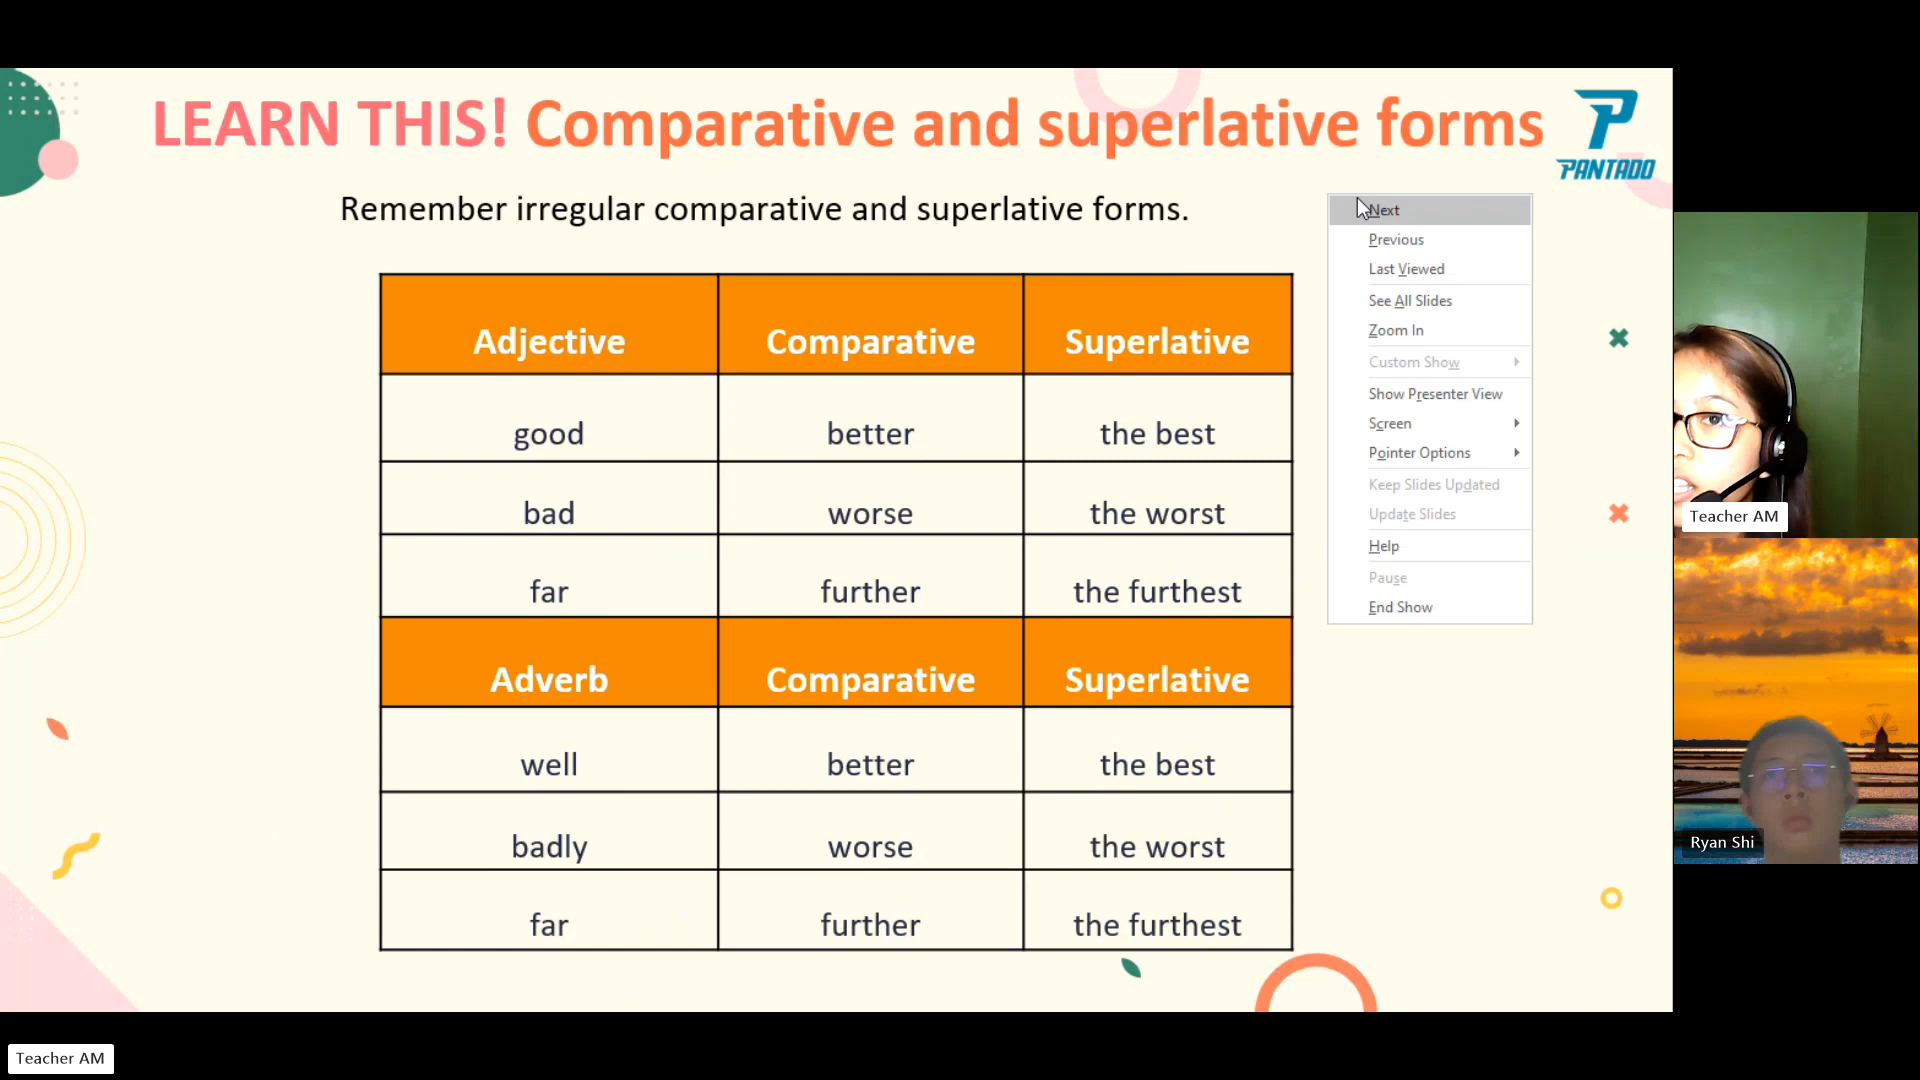 LEARN THIS! Comparative and superlative forms
PANTADO
Remember irregular comparative and superlative forms.
Adjective Comparative Superlative
good better the best
bad worse the worst
far further the furthest
Adverb Comparative Superlative
well better the best
badly worse the worst
far further the furthest
Next
Previous
Last Viewed
See All Slides
Zoom In
Custom Show
Show Presenter View
Screen
Pointer Options
Keep Slides Updated
Update Slides
Help
Pause
End Show
Teacher AM
Ryan Shi
Teacher AM